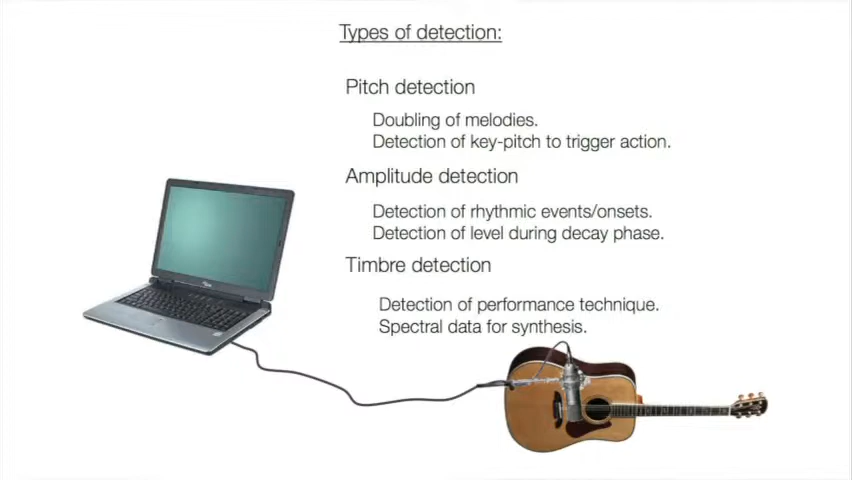 Types of detection:
Pitch detection
Doubling of melodies.
Detection of key-pitch to trigger action.
Amplitude detection
Detection of rhythmic events/onsets.
Detection of level during decay phase.
Timbre detection
Detection of performance technique.
Spectral data for synthesis.